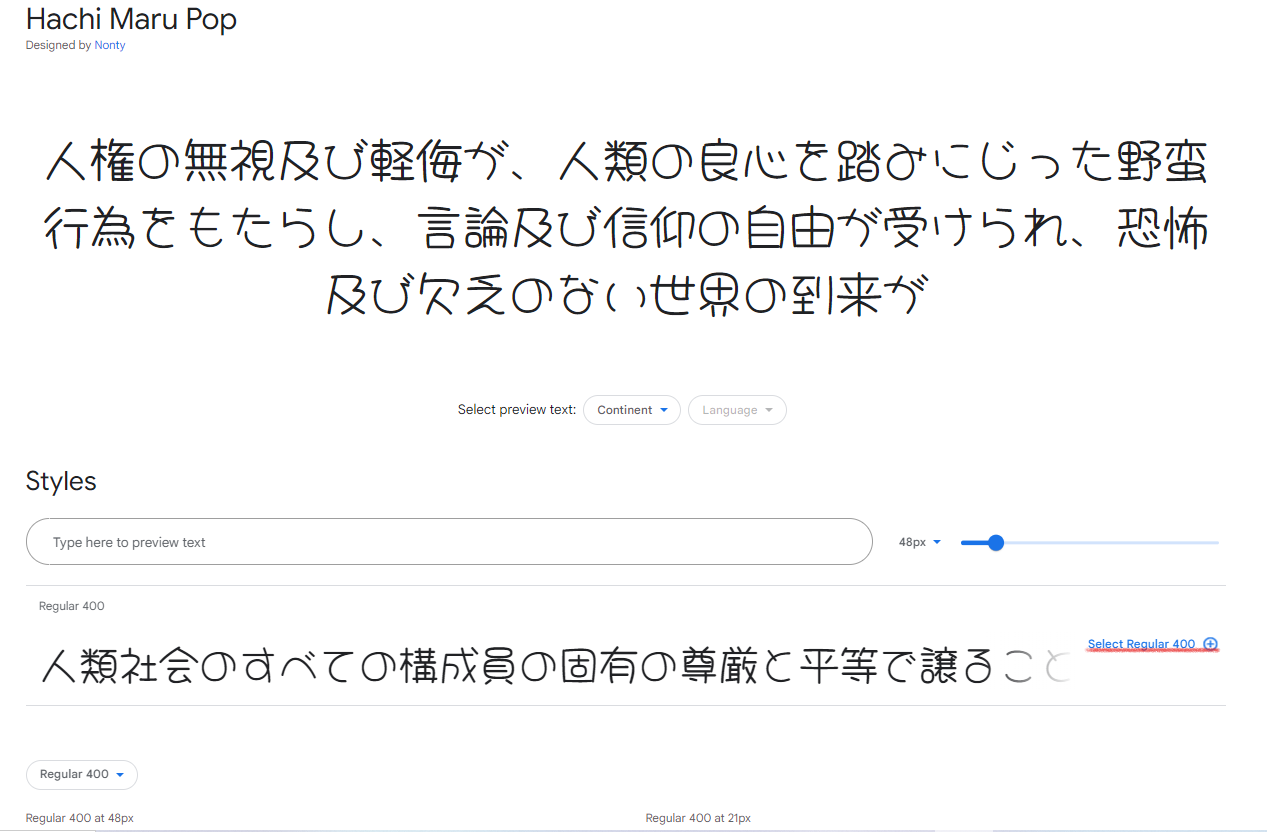 Hachi Maru Pop
Designed by Nonty
人権の無視及び軽侮が、人類の良心を踏みにじった野蛮
行為をもたらし、言論及び信仰の自由が受けられ、恐怖
及び欠乏のない世界の到来が
Select preview text: Continent Language
Styles
Type here to preview text 48px
Regular 400
Select Regular 400
人類社会のすべての構成員の固有の尊厳と平等で譲ること
Regular 400
Regular 400 at 48px Regular 400 at 21px